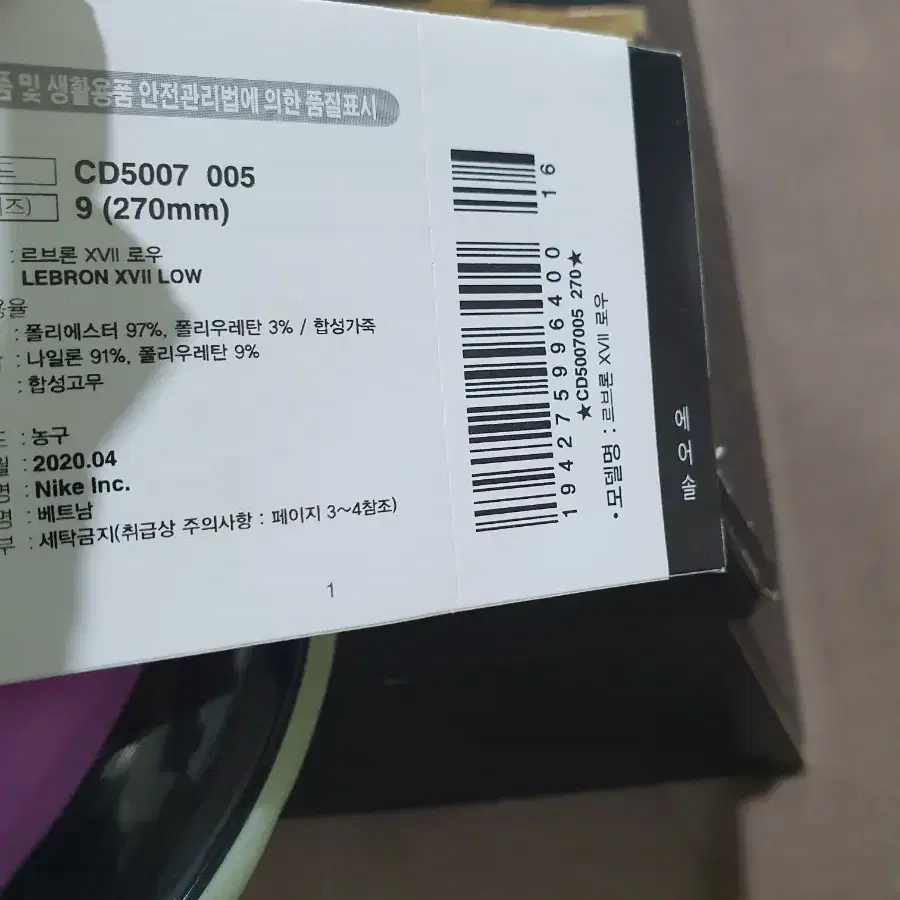 품 및 생활용품 안전관리법에 의한 품질표시
드 CD5007 005
즈) 9 (270mm)
: 르브론 XVII 로우
LEBRON XVII LOW
용율
: 폴리에스터 97%, 폴리우레탄 3% / 합성가죽
: 나일론 91%, 폴리우레탄 9%
: 합성고무
: 농구
월 : 2020.04
명 : Nike Inc.
명 : 베트남
부 : 세탁금지(취급상 주의사항 : 페이지 3~4참조)
1
16
194275996400
★CD5007005 270★
·모델명 : 르브론 XVII 로우
에어솔